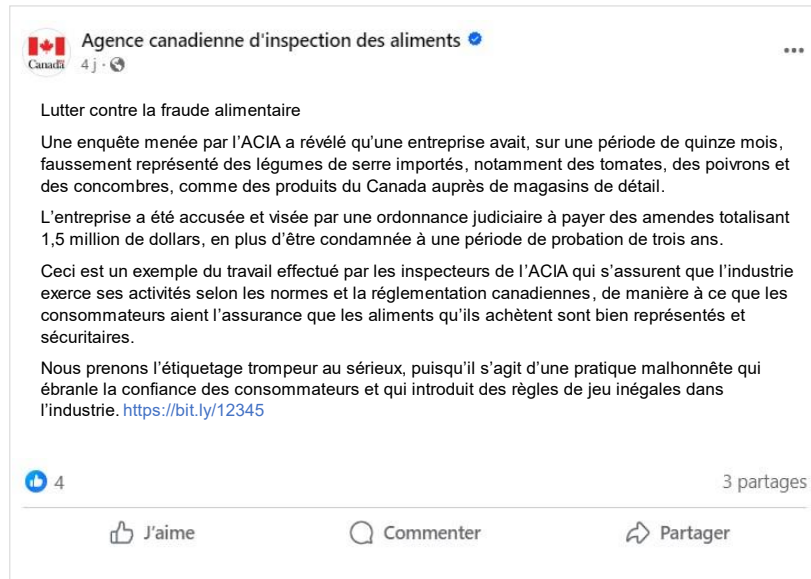 Agence canadienne d'inspection des aliments
Canada
4 j ·
Lutter contre la fraude alimentaire
Une enquête menée par l’ACIA a révélé qu’une entreprise avait, sur une période de quinze mois,
faussement représenté des légumes de serre importés, notamment des tomates, des poivrons et
des concombres, comme des produits du Canada auprès de magasins de détail.
L’entreprise a été accusée et visée par une ordonnance judiciaire à payer des amendes totalisant
1,5 million de dollars, en plus d’être condamnée à une période de probation de trois ans.
Ceci est un exemple du travail effectué par les inspecteurs de l’ACIA qui s’assurent que l’industrie
exerce ses activités selon les normes et la réglementation canadiennes, de manière à ce que les
consommateurs aient l’assurance que les aliments qu’ils achètent sont bien représentés et
sécuritaires.
Nous prenons l’étiquetage trompeur au sérieux, puisqu’il s’agit d’une pratique malhonnête qui
ébranle la confiance des consommateurs et qui introduit des règles de jeu inégales dans
l’industrie. https://bit.ly/12345
4
3 partages
J'aime
Commenter
Partager